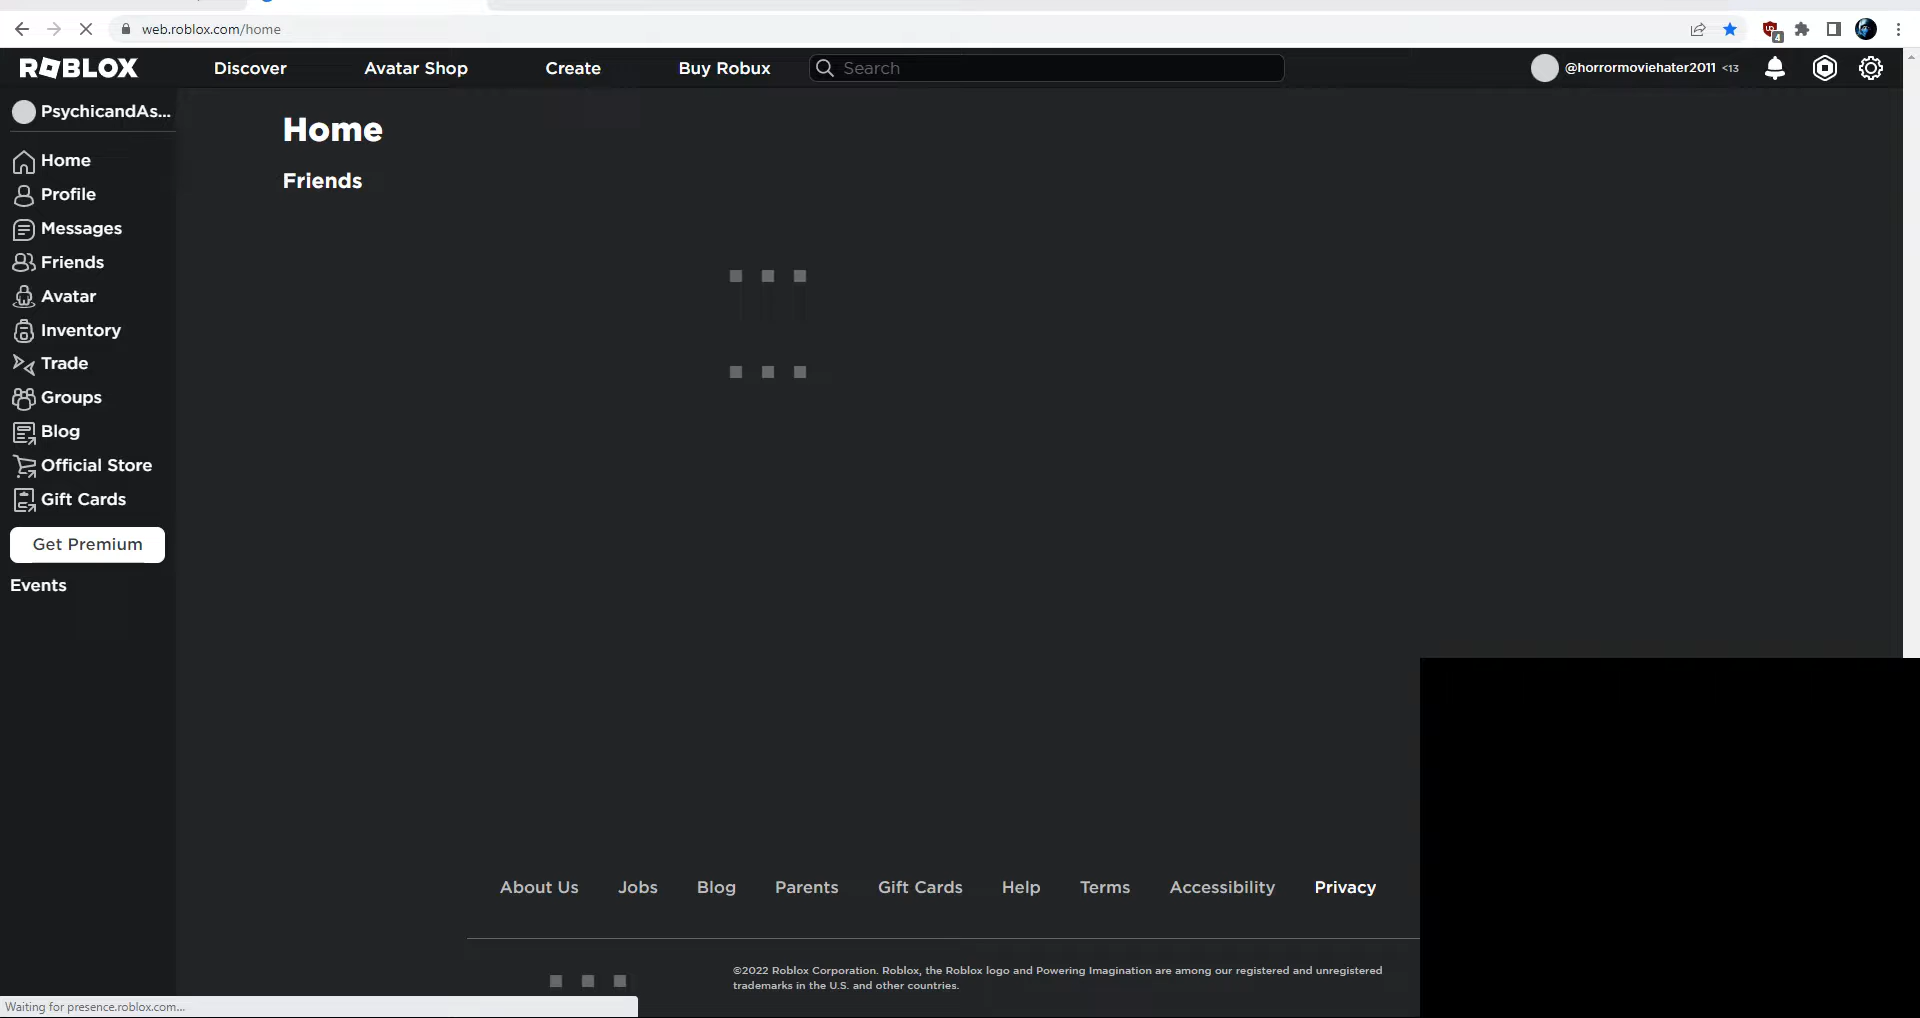 web.roblox.com/home
4
ROBLOX
Discover
Avatar Shop
Create
Buy Robux
Search
@horrormoviehater2011 <13
PsychicandAs...
Home
Profile
Messages
Friends
Avatar
Inventory
Trade
Groups
Blog
Official Store
Gift Cards
Get Premium
Events
Home
Friends
About Us
Jobs
Blog
Parents
Gift Cards
Help
Terms
Accessibility
Privacy
©2022 Roblox Corporation. Roblox, the Roblox logo and Powering Imagination are among our registered and unregistered
trademarks in the U.S. and other countries.
Waiting for presence.roblox.com...